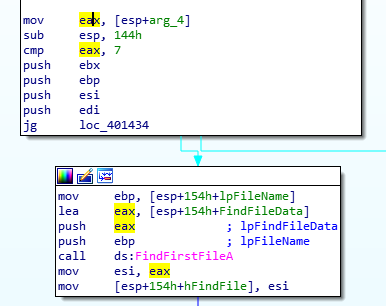 mov eax, [esp+arg_4]
sub esp, 144h
cmp eax, 7
push ebx
push ebp
push esi
push edi
jg loc_401434
mov ebp, [esp+154h+lpFileName]
lea eax, [esp+154h+FindFileData]
push eax ; lpFindFileData
push ebp ; lpFileName
call ds:FindFirstFileA
mov esi, eax
mov [esp+154h+hFindFile], esi